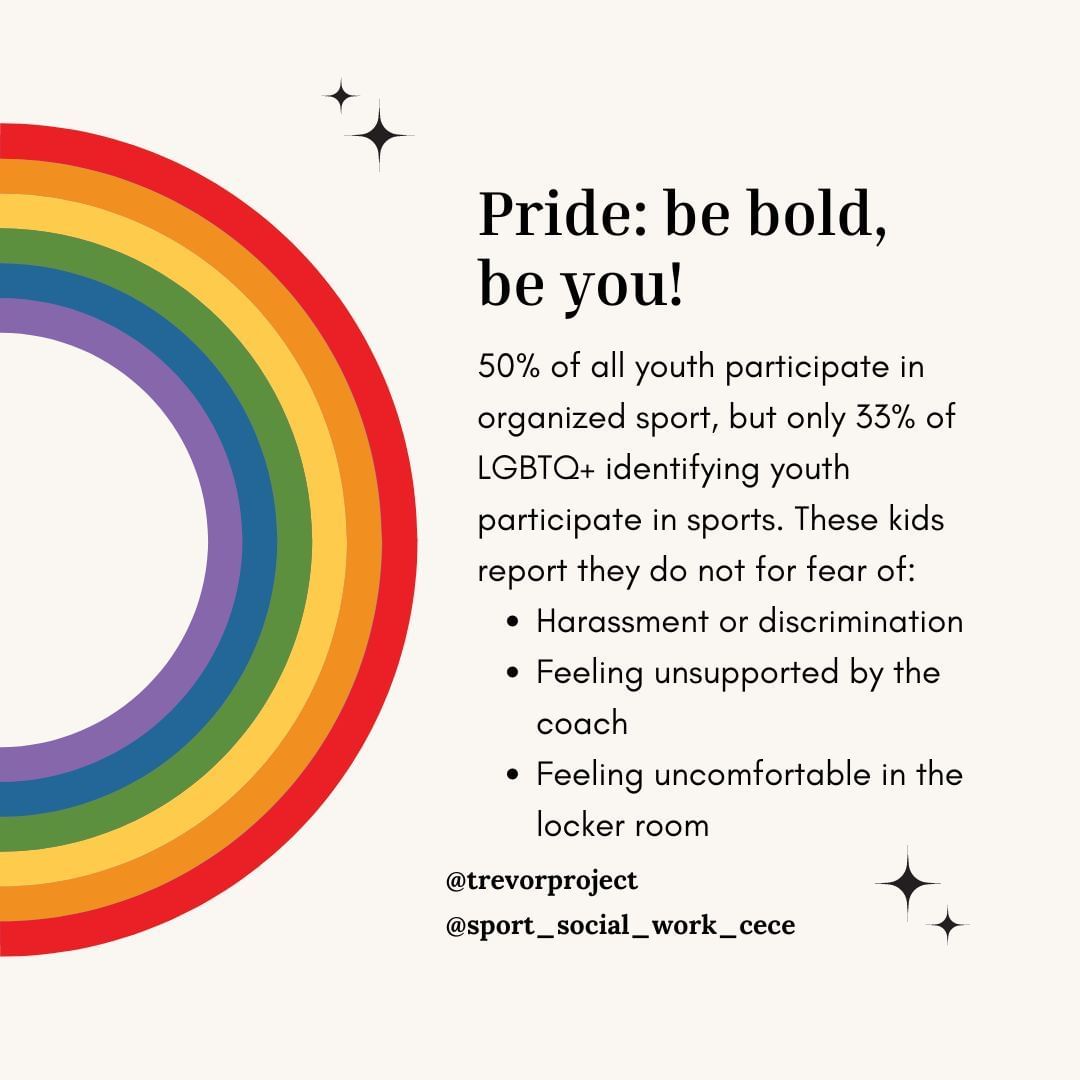 Pride: be bold,
be you!
50% of all youth participate in
organized sport, but only 33% of
LGBTQ+ identifying youth
participate in sports. These kids
report they do not for fear of:
• Harassment or discrimination
• Feeling unsupported by the
coach
• Feeling uncomfortable in the
locker room
@trevorproject
@sport_social_work_cece